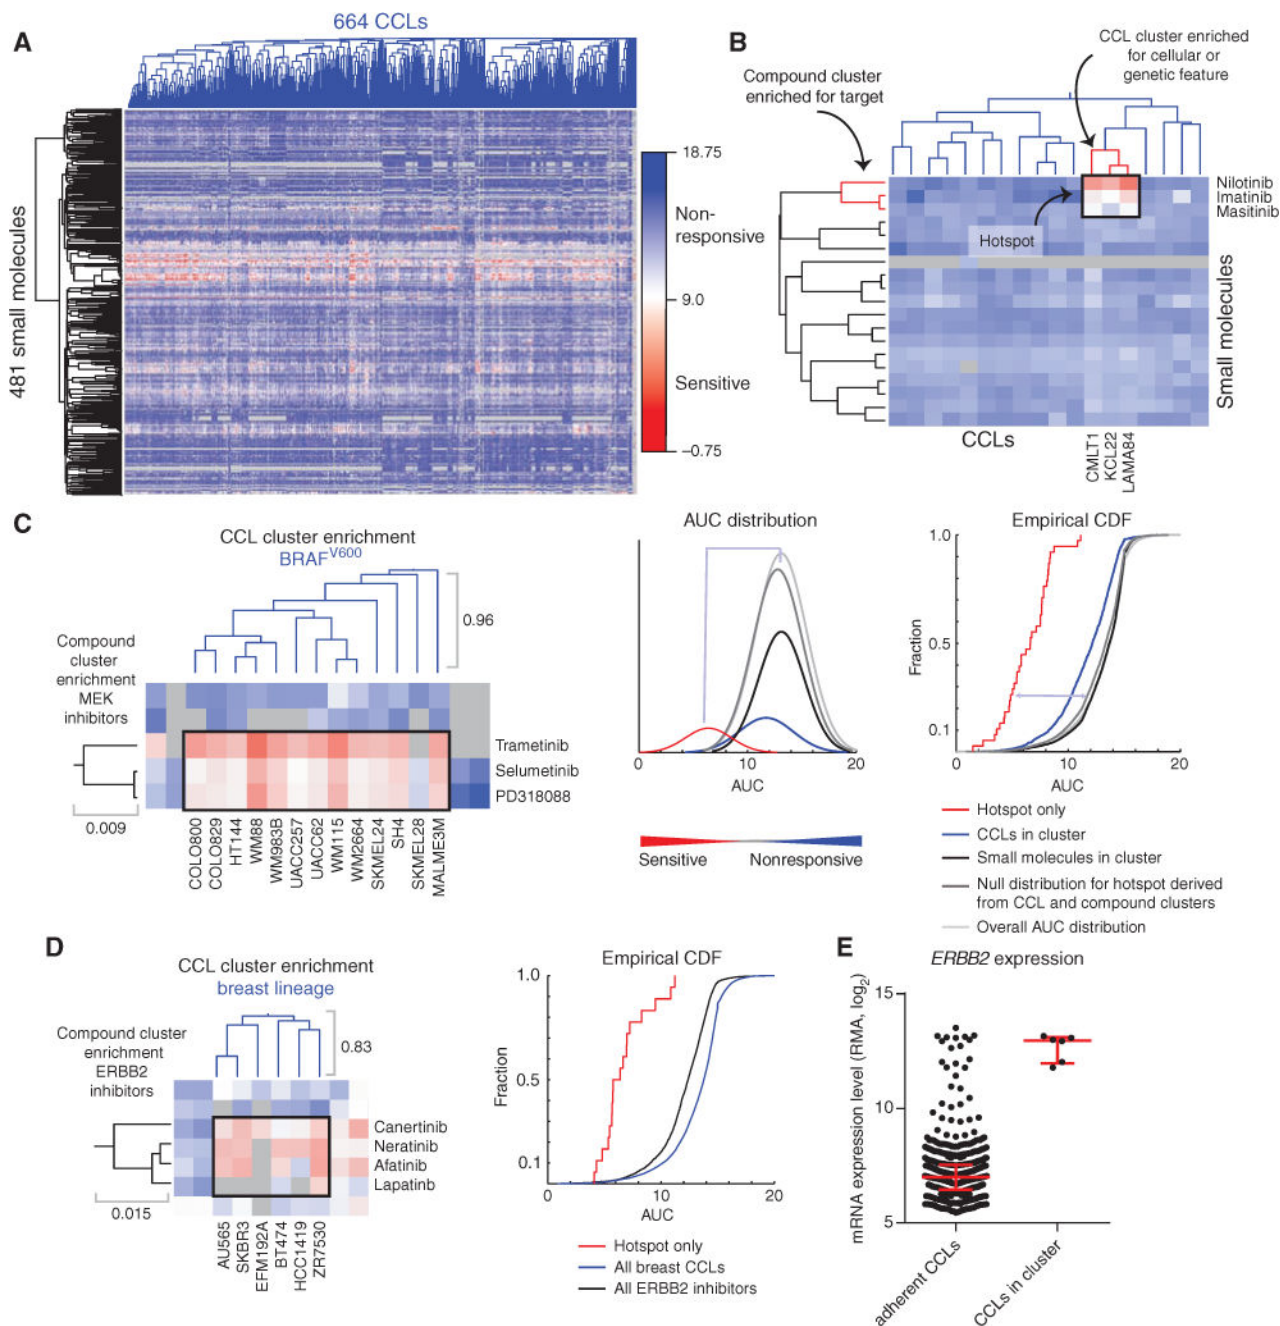 A
664 CCLs
481 small molecules
18.75
Non-
responsive
9.0
Sensitive
−0.75
B
Compound cluster
enriched for target
CCL cluster enriched
for cellular or
genetic feature
Hotspot
Nilotinib
Imatinib
Masitinib
Small molecules
CCLs
CMLT1
KCL22
LAMA84
C
CCL cluster enrichment
BRAF^V600
0.96
Compound
cluster
enrichment
MEK
inhibitors
Trametinib
Selumetinib
PD318088
0.009
COLO800
COLO829
HT144
WM88
WM983B
UACC257
UACC62
WM115
WM2664
SKMEL24
SH4
SKMEL28
MALME3M
AUC distribution
0
10
20
AUC
Sensitive
Nonresponsive
Empirical CDF
Fraction
1.0
0.5
0.1
0
10
20
AUC
Hotspot only
CCLs in cluster
Small molecules in cluster
Null distribution for hotspot derived
from CCL and compound clusters
Overall AUC distribution
D
CCL cluster enrichment
breast lineage
0.83
Compound cluster
enrichment
ERBB2
inhibitors
Canertinib
Neratinib
Afatinib
Lapatinb
0.015
AU565
SKBR3
EFM192A
BT474
HCC1419
ZR7530
Empirical CDF
Fraction
1.0
0.5
0.1
0
10
20
AUC
Hotspot only
All breast CCLs
All ERBB2 inhibitors
E
ERBB2 expression
mRNA expression level (RMA, log₂)
15
10
5
adherent CCLs
CCLs in cluster